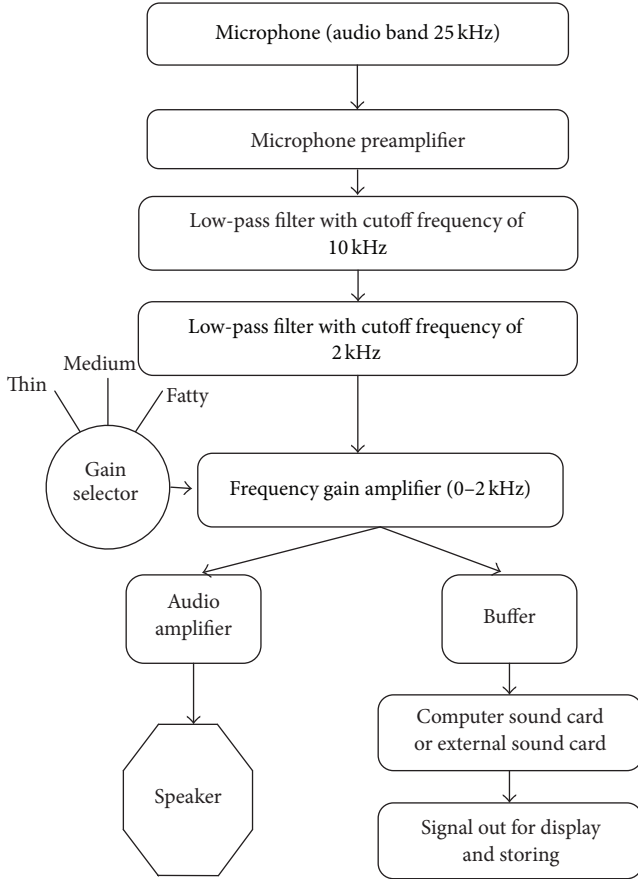 Microphone (audio band 25 kHz)
Microphone preamplifier
Low-pass filter with cutoff frequency of
10 kHz
Low-pass filter with cutoff frequency of
2 kHz
Thin
Medium
Fatty
Gain
selector
Frequency gain amplifier (0–2 kHz)
Audio
amplifier
Buffer
Speaker
Computer sound card
or external sound card
Signal out for display
and storing